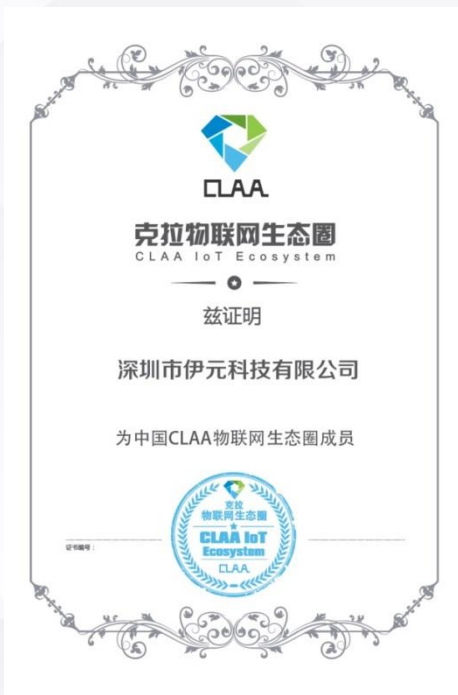 CLAA
克拉物联网生态圈
CLAA IoT Ecosystem
兹证明
深圳市伊元科技有限公司
为中国CLAA物联网生态圈成员
克拉
物联网生态圈
CLAA IoT
Ecosystem
CLAA
证书编号：